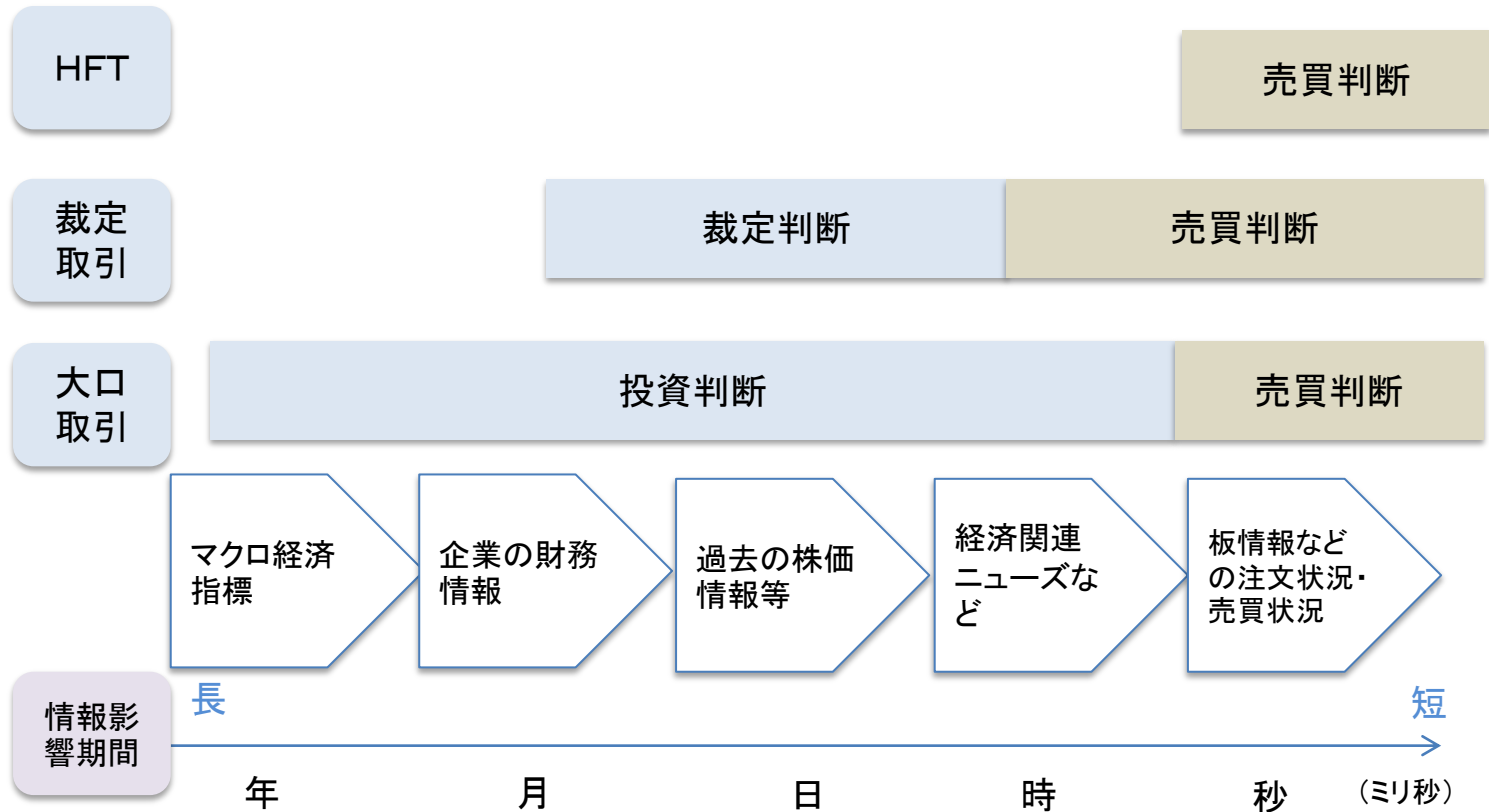 HFT
売買判断
裁定
取引
裁定判断
売買判断
大口
取引
投資判断
売買判断
マクロ経済
指標
企業の財務
情報
過去の株価
情報等
経済関連
ニューズな
ど
板情報など
の注文状況・
売買状況
情報影
響期間
長
短
年
月
日
時
秒
（ミリ秒）